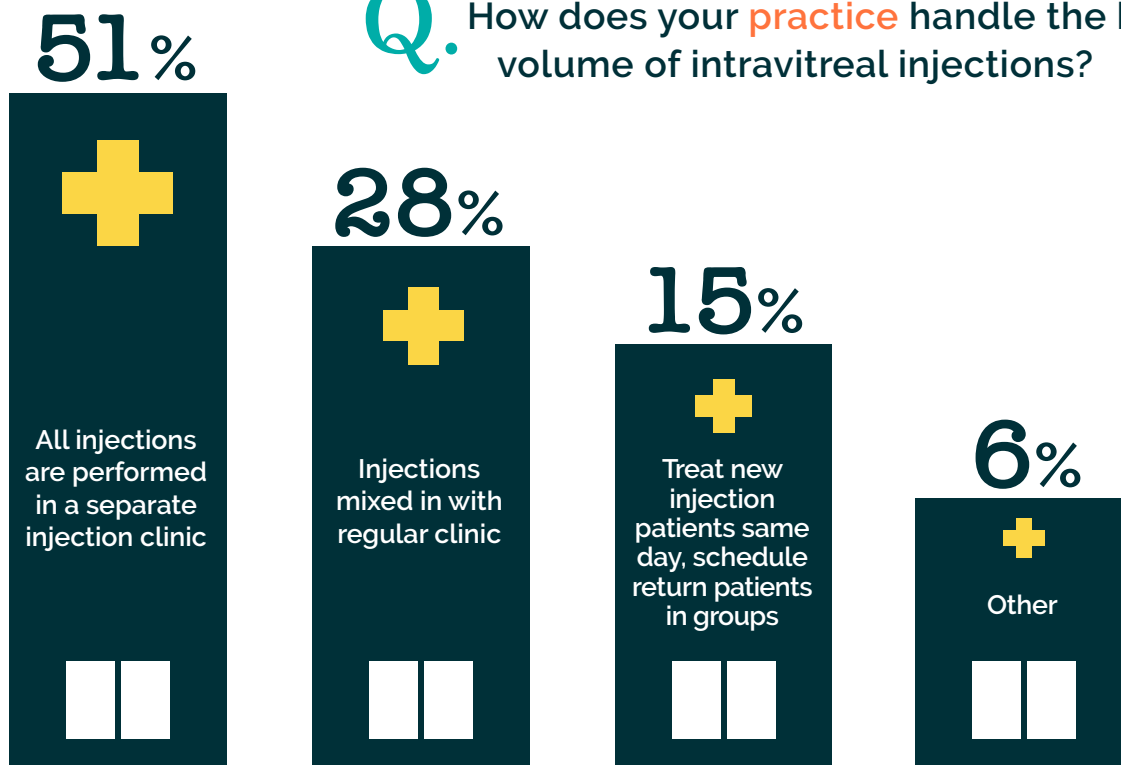 Q. How does your practice handle the
volume of intravitreal injections?
51%
All injections
are performed
in a separate
injection clinic
28%
Injections
mixed in with
regular clinic
15%
Treat new
injection
patients same
day, schedule
return patients
in groups
6%
Other